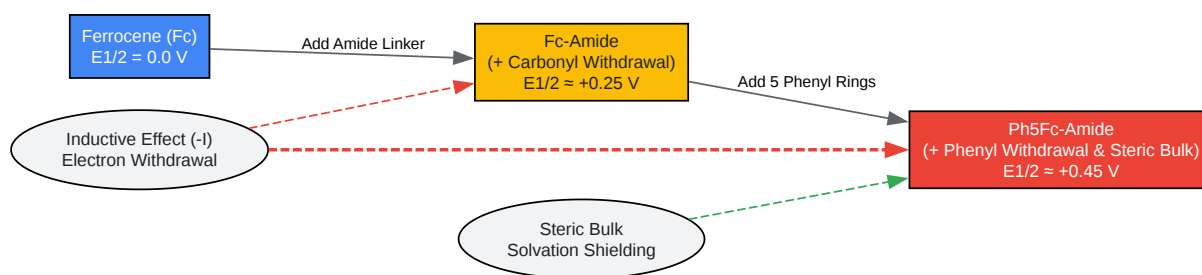 Ferrocene (Fc)
E1/2 = 0.0 V
Add Amide Linker
Fc-Amide
(+ Carbonyl Withdrawal)
E1/2 ≈ +0.25 V
Add 5 Phenyl Rings
Inductive Effect (-I)
Electron Withdrawal
Ph5Fc-Amide
(+ Phenyl Withdrawal & Steric Bulk)
E1/2 ≈ +0.45 V
Steric Bulk
Solvation Shielding